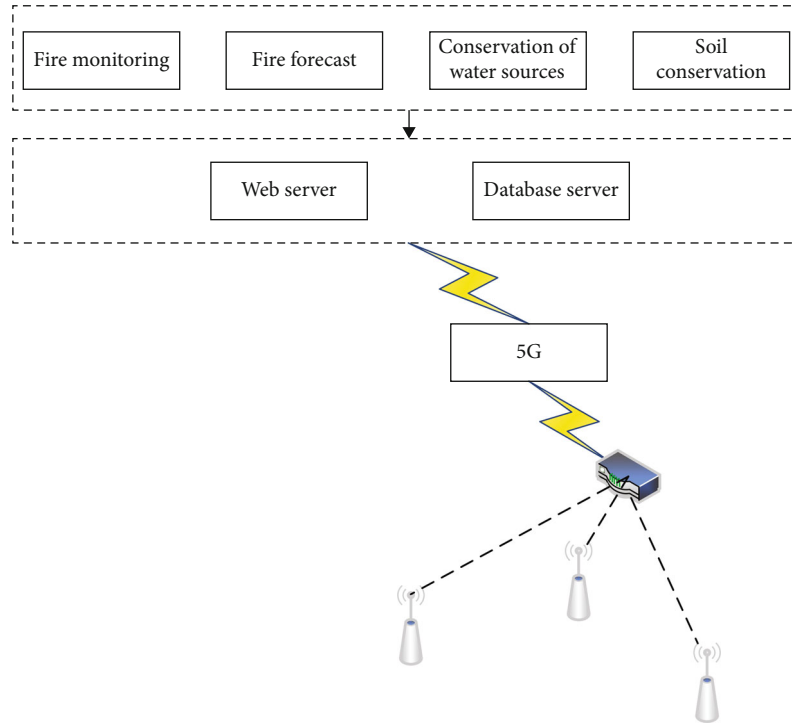 Fire monitoring
Fire forecast
Conservation of
water sources
Soil
conservation
Web server
Database server
5G